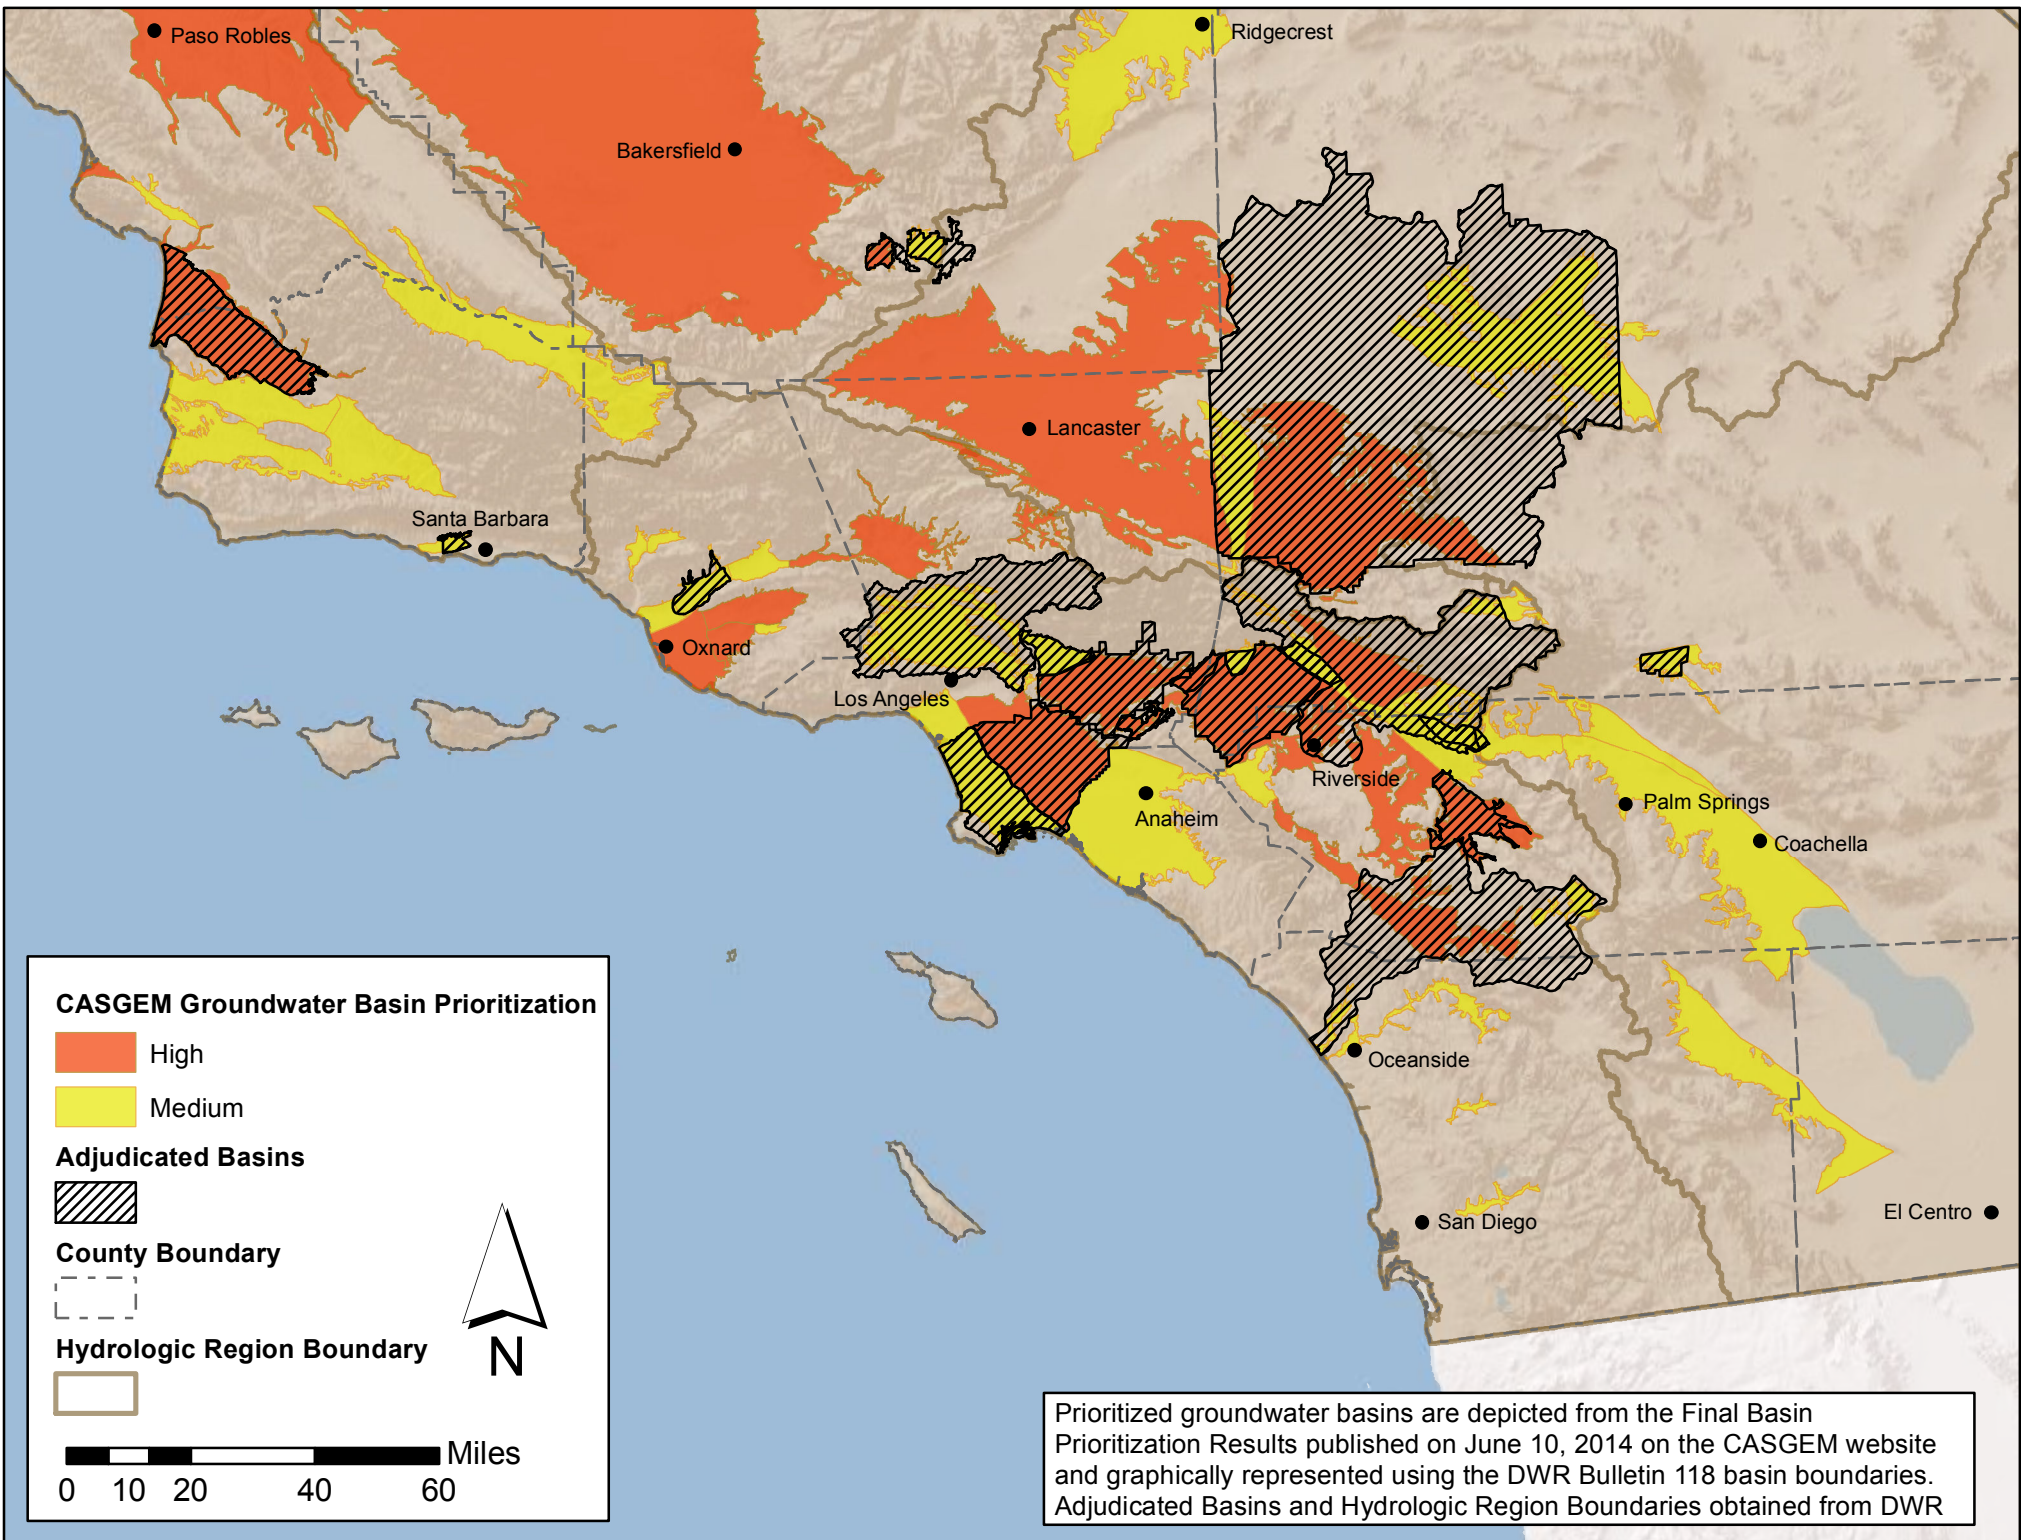 Paso Robles
Ridgecrest
Bakersfield
Lancaster
Santa Barbara
Oxnard
Los Angeles
Riverside
Anaheim
Palm Springs
Coachella
Oceanside
San Diego
El Centro
CASGEM Groundwater Basin Prioritization
High
Medium
Adjudicated Basins
County Boundary
Hydrologic Region Boundary
N
Miles
0 10 20 40 60
Prioritized groundwater basins are depicted from the Final Basin
Prioritization Results published on June 10, 2014 on the CASGEM website
and graphically represented using the DWR Bulletin 118 basin boundaries.
Adjudicated Basins and Hydrologic Region Boundaries obtained from DWR